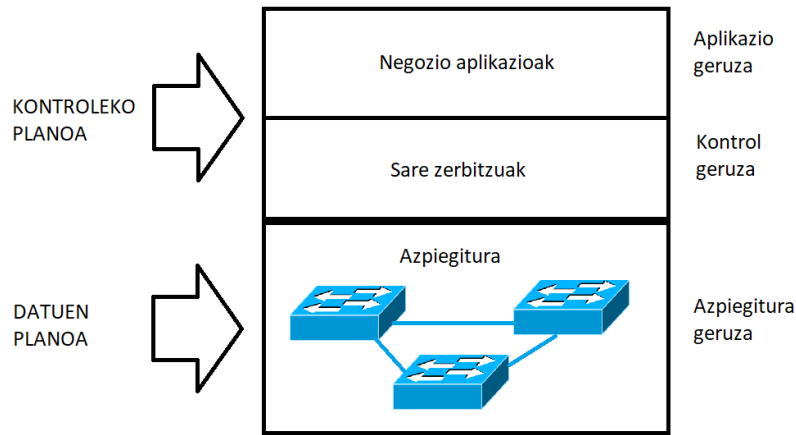 Negozio aplikazioak
Aplikazio
geruza
KONTROLEKO
PLANOA
Sare zerbitzuak
Kontrol
geruza
Azpiegitura
DATUEN
PLANOA
Azpiegitura
geruza